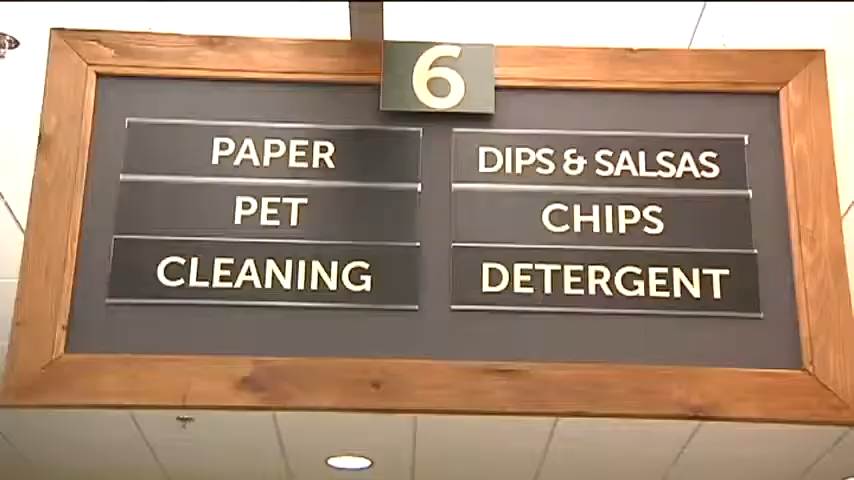 6
PAPER
PET
CLEANING
DIPS & SALSAS
CHIPS
DETERGENT